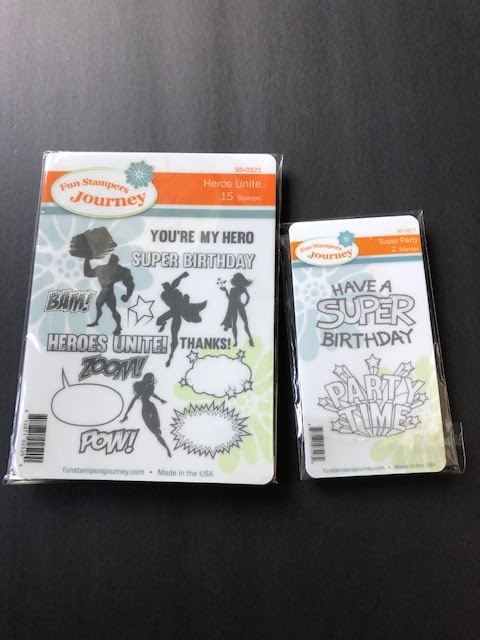 SS-0321
Fun Stampers
Journey
Heros Unite
15 Stamps
YOU'RE MY HERO
SUPER BIRTHDAY
BAM!
HEROES UNITE!
THANKS!
ZOOM!
POW!
funstampersjourney.com • Made in the USA
Fun Stampers
Journey
Super Party
2 Stamps
HAVE A
SUPER
BIRTHDAY
PARTY
TIME
funstampersjourney.com • Made in the USA